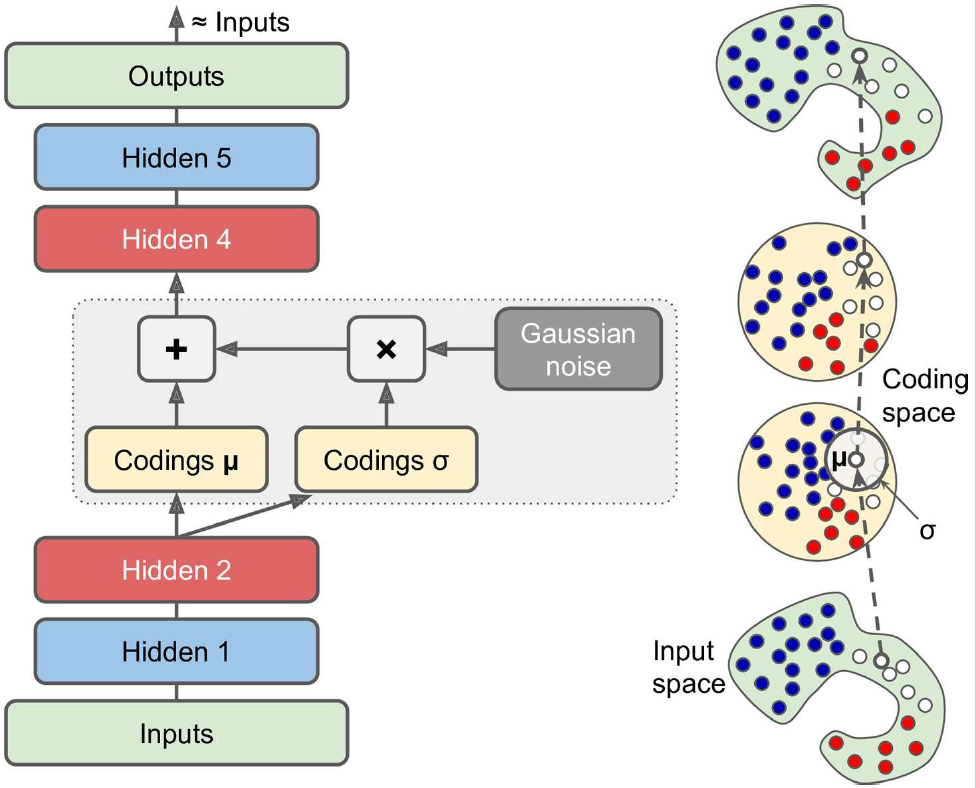 ≈ Inputs
Outputs
Hidden 5
Hidden 4
+
×
Gaussian
noise
Codings μ
Codings σ
Hidden 2
Hidden 1
Inputs
Coding
space
μ
σ
Input
space